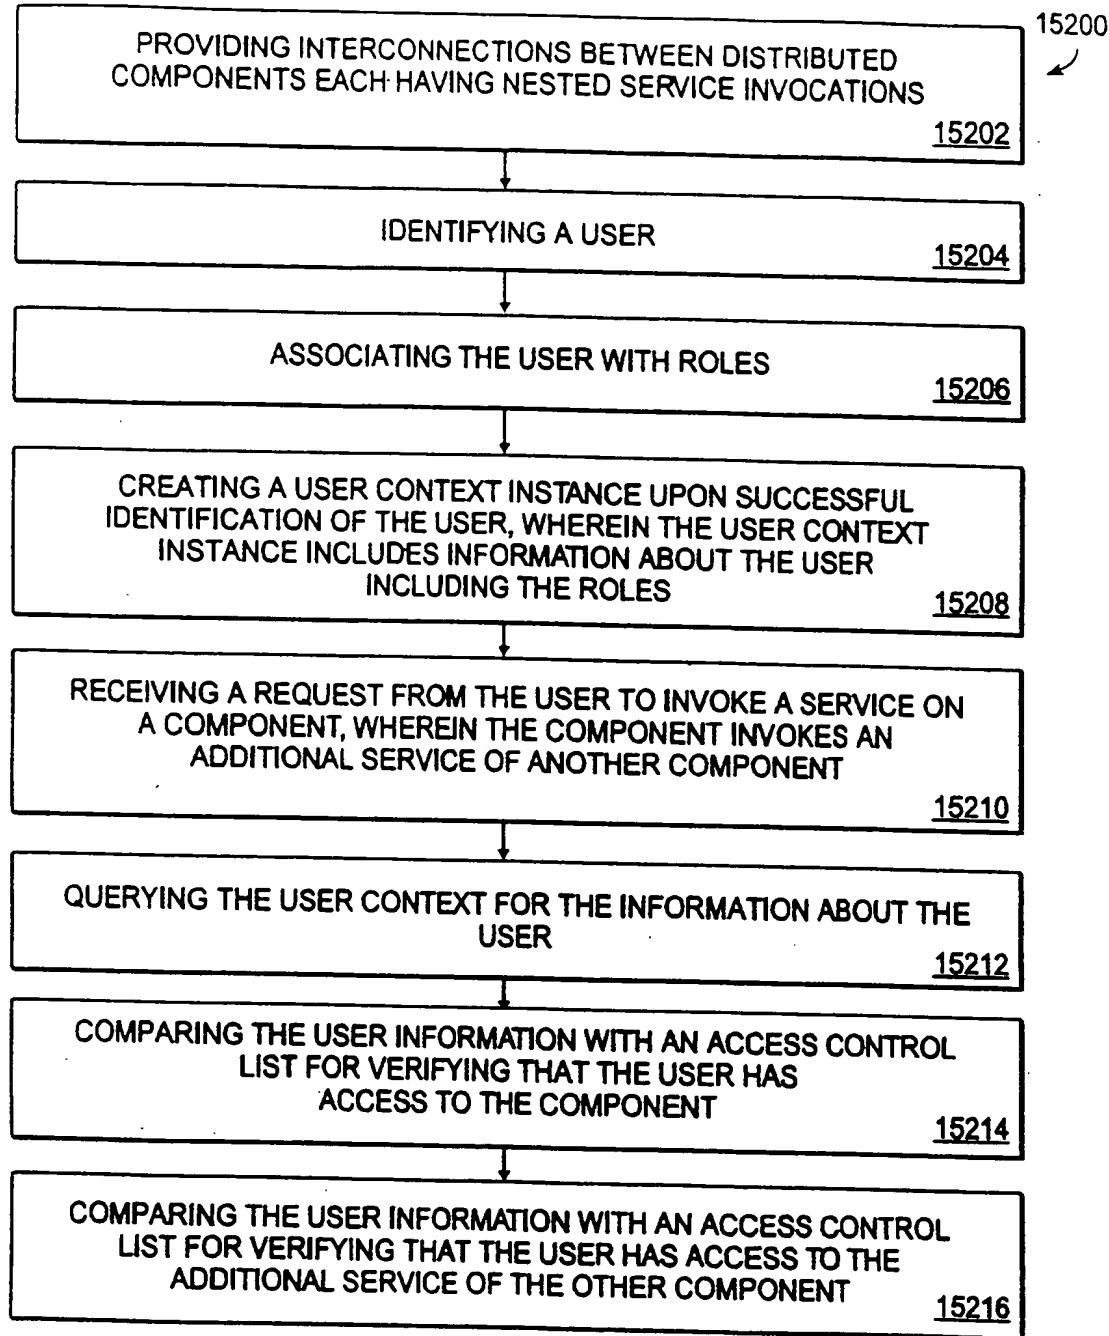 15200
PROVIDING INTERCONNECTIONS BETWEEN DISTRIBUTED
COMPONENTS EACH HAVING NESTED SERVICE INVOCATIONS
15202
IDENTIFYING A USER
15204
ASSOCIATING THE USER WITH ROLES
15206
CREATING A USER CONTEXT INSTANCE UPON SUCCESSFUL
IDENTIFICATION OF THE USER, WHEREIN THE USER CONTEXT
INSTANCE INCLUDES INFORMATION ABOUT THE USER
INCLUDING THE ROLES
15208
RECEIVING A REQUEST FROM THE USER TO INVOKE A SERVICE ON
A COMPONENT, WHEREIN THE COMPONENT INVOKES AN
ADDITIONAL SERVICE OF ANOTHER COMPONENT
15210
QUERYING THE USER CONTEXT FOR THE INFORMATION ABOUT THE
USER
15212
COMPARING THE USER INFORMATION WITH AN ACCESS CONTROL
LIST FOR VERIFYING THAT THE USER HAS
ACCESS TO THE COMPONENT
15214
COMPARING THE USER INFORMATION WITH AN ACCESS CONTROL
LIST FOR VERIFYING THAT THE USER HAS ACCESS TO THE
ADDITIONAL SERVICE OF THE OTHER COMPONENT
15216